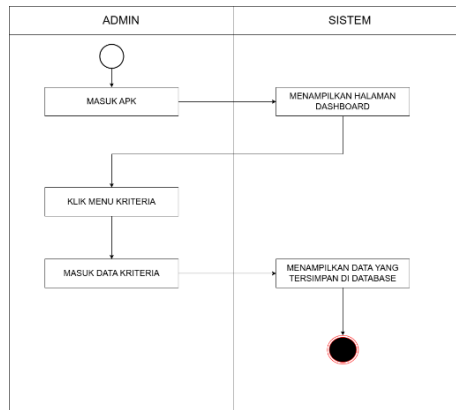 ADMIN
SISTEM
MASUK APK
MENAMPILKAN HALAMAN
DASHBOARD
KLIK MENU KRITERIA
MASUK DATA KRITERIA
MENAMPILKAN DATA YANG
TERSIMPAN DI DATABASE